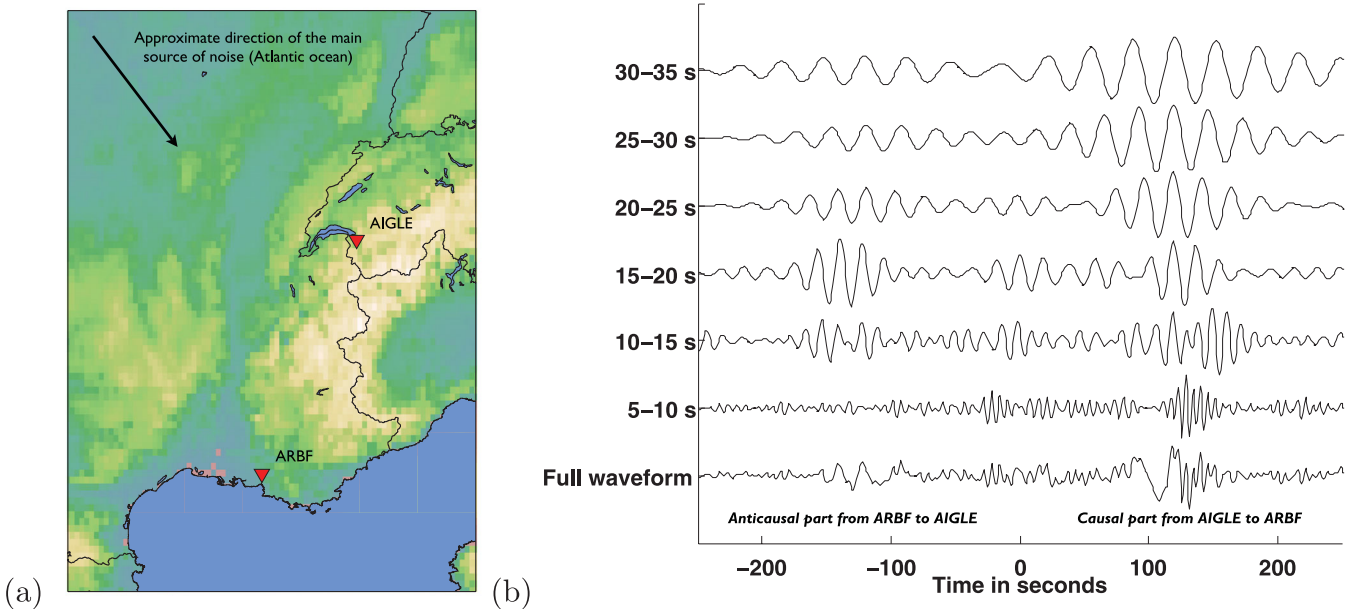 Approximate direction of the main
source of noise (Atlantic ocean)
AIGLE
ARBF
(a)
30–35 s
25–30 s
20–25 s
15–20 s
10–15 s
5–10 s
Full waveform
Anticausal part from ARBF to AIGLE
Causal part from AIGLE to ARBF
−200
−100
0
100
200
Time in seconds
(b)